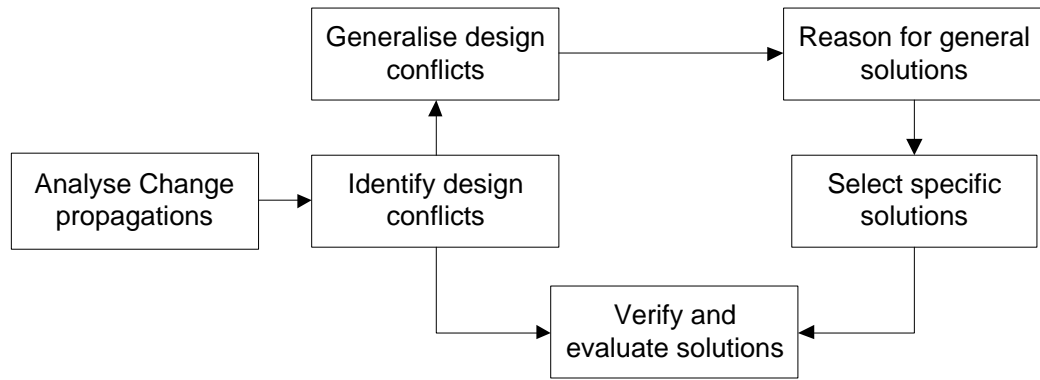 Generalise design
conflicts
Reason for general
solutions
Analyse Change
propagations
Identify design
conflicts
Select specific
solutions
Verify and
evaluate solutions